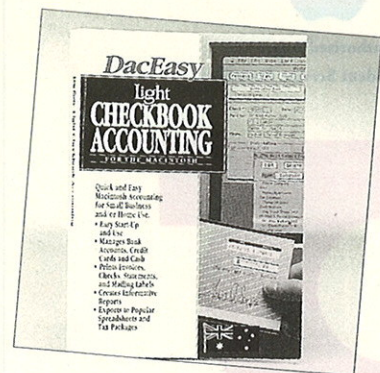 DacEasy
Light
CHECKBOOK
ACCOUNTING
FOR THE MACINTOSH
Quick and Easy
Macintosh Accounting
for Small Business
and/or Home Use.
• Easy Start-Up
and Use
• Manages Bank
Accounts, Credit
Cards and Cash
• Prints Invoices,
Checks, Statements,
and Mailing Labels
• Creates Informative
Reports
• Exports to Popular
Spreadsheets and
Tax Packages